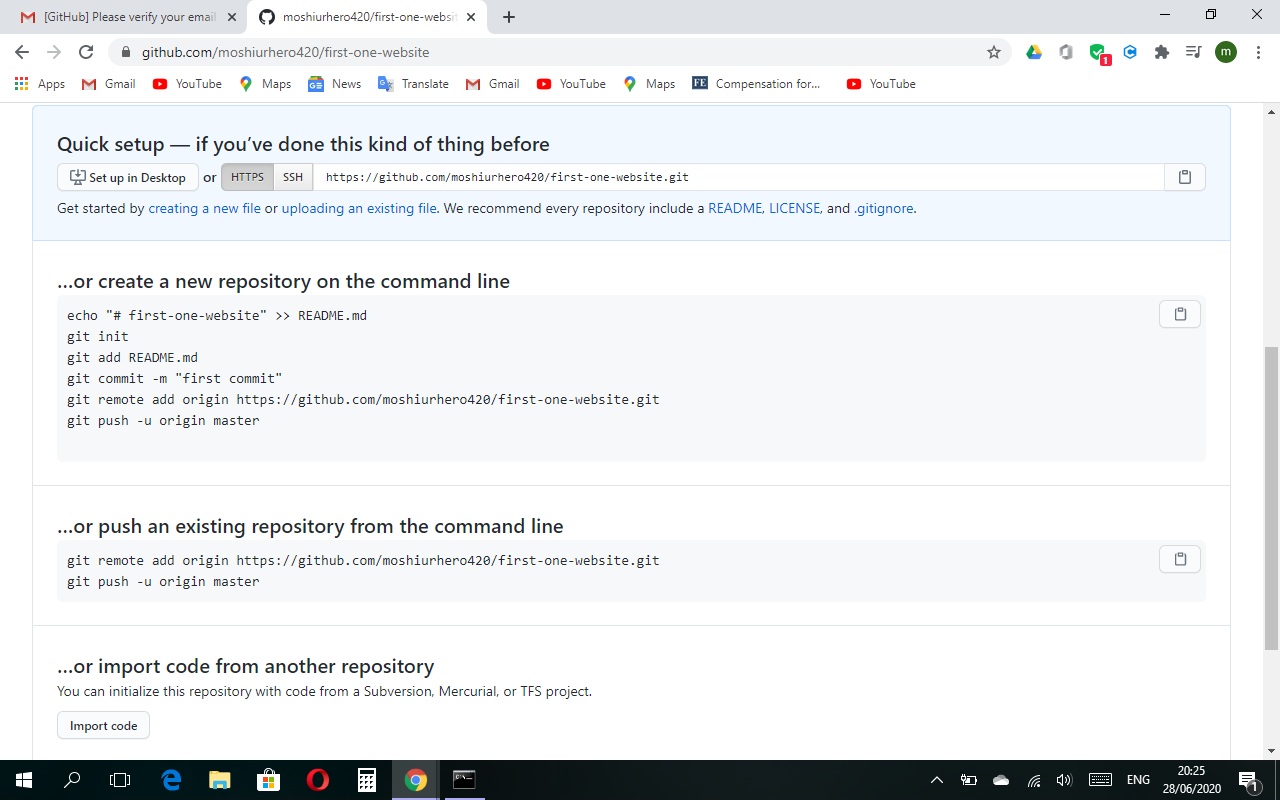 [GitHub] Please verify your email
moshiurhero420/first-one-websit
github.com/moshiurhero420/first-one-website
1
m
Apps
Gmail
YouTube
Maps
News
Translate
Gmail
YouTube
Maps
FE
Compensation for...
YouTube
Quick setup — if you’ve done this kind of thing before
Set up in Desktop or HTTPS SSH https://github.com/moshiurhero420/first-one-website.git
Get started by creating a new file or uploading an existing file. We recommend every repository include a README, LICENSE, and .gitignore.
…or create a new repository on the command line
echo "# first-one-website" >> README.md
git init
git add README.md
git commit -m "first commit"
git remote add origin https://github.com/moshiurhero420/first-one-website.git
git push -u origin master
…or push an existing repository from the command line
git remote add origin https://github.com/moshiurhero420/first-one-website.git
git push -u origin master
…or import code from another repository
You can initialize this repository with code from a Subversion, Mercurial, or TFS project.
Import code
ENG
20:25
28/06/2020
1